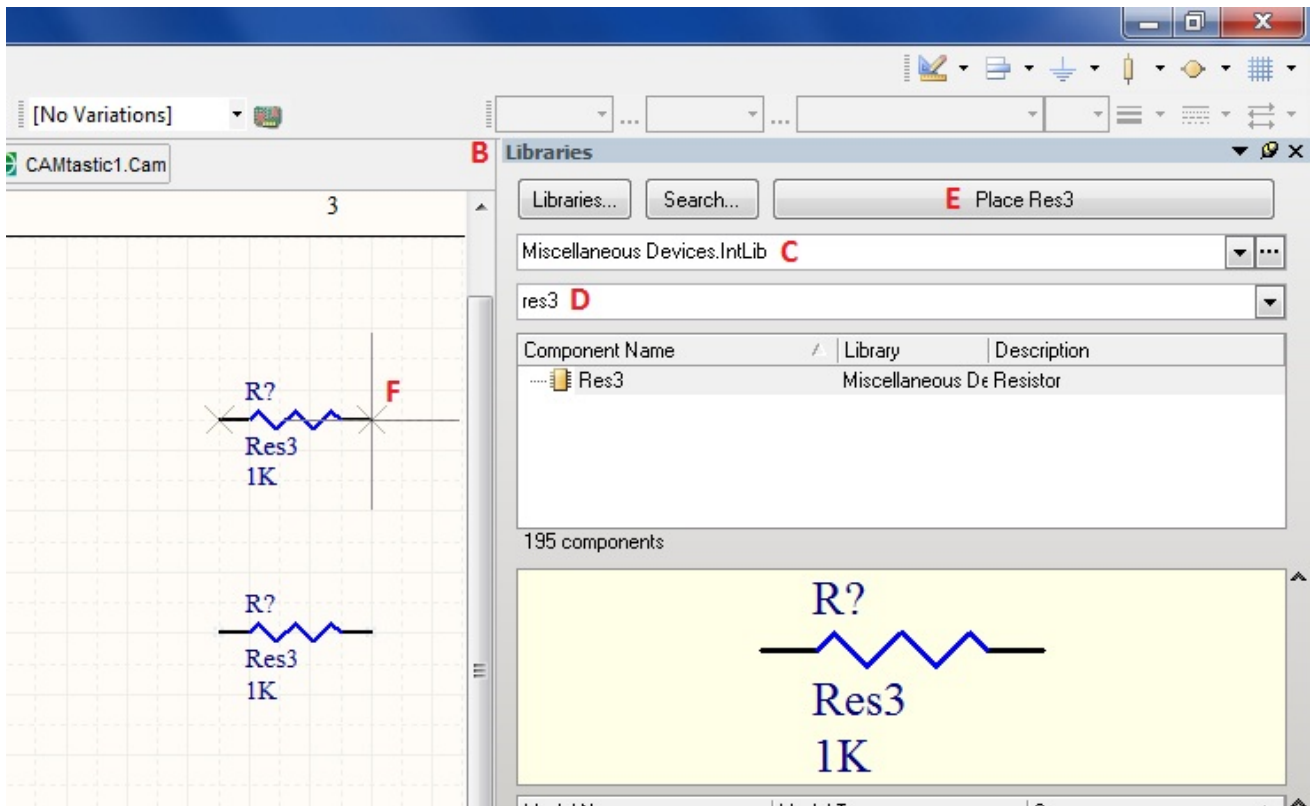 [No Variations]
... ...
CAMtastic1.Cam
B Libraries
Libraries... Search... E Place Res3
3
Miscellaneous Devices.IntLib C ...
res3 D
Component Name Library Description
Res3 Miscellaneous De Resistor
R? F
Res3
1K
195 components
R?
Res3
1K
R?
Res3
1K